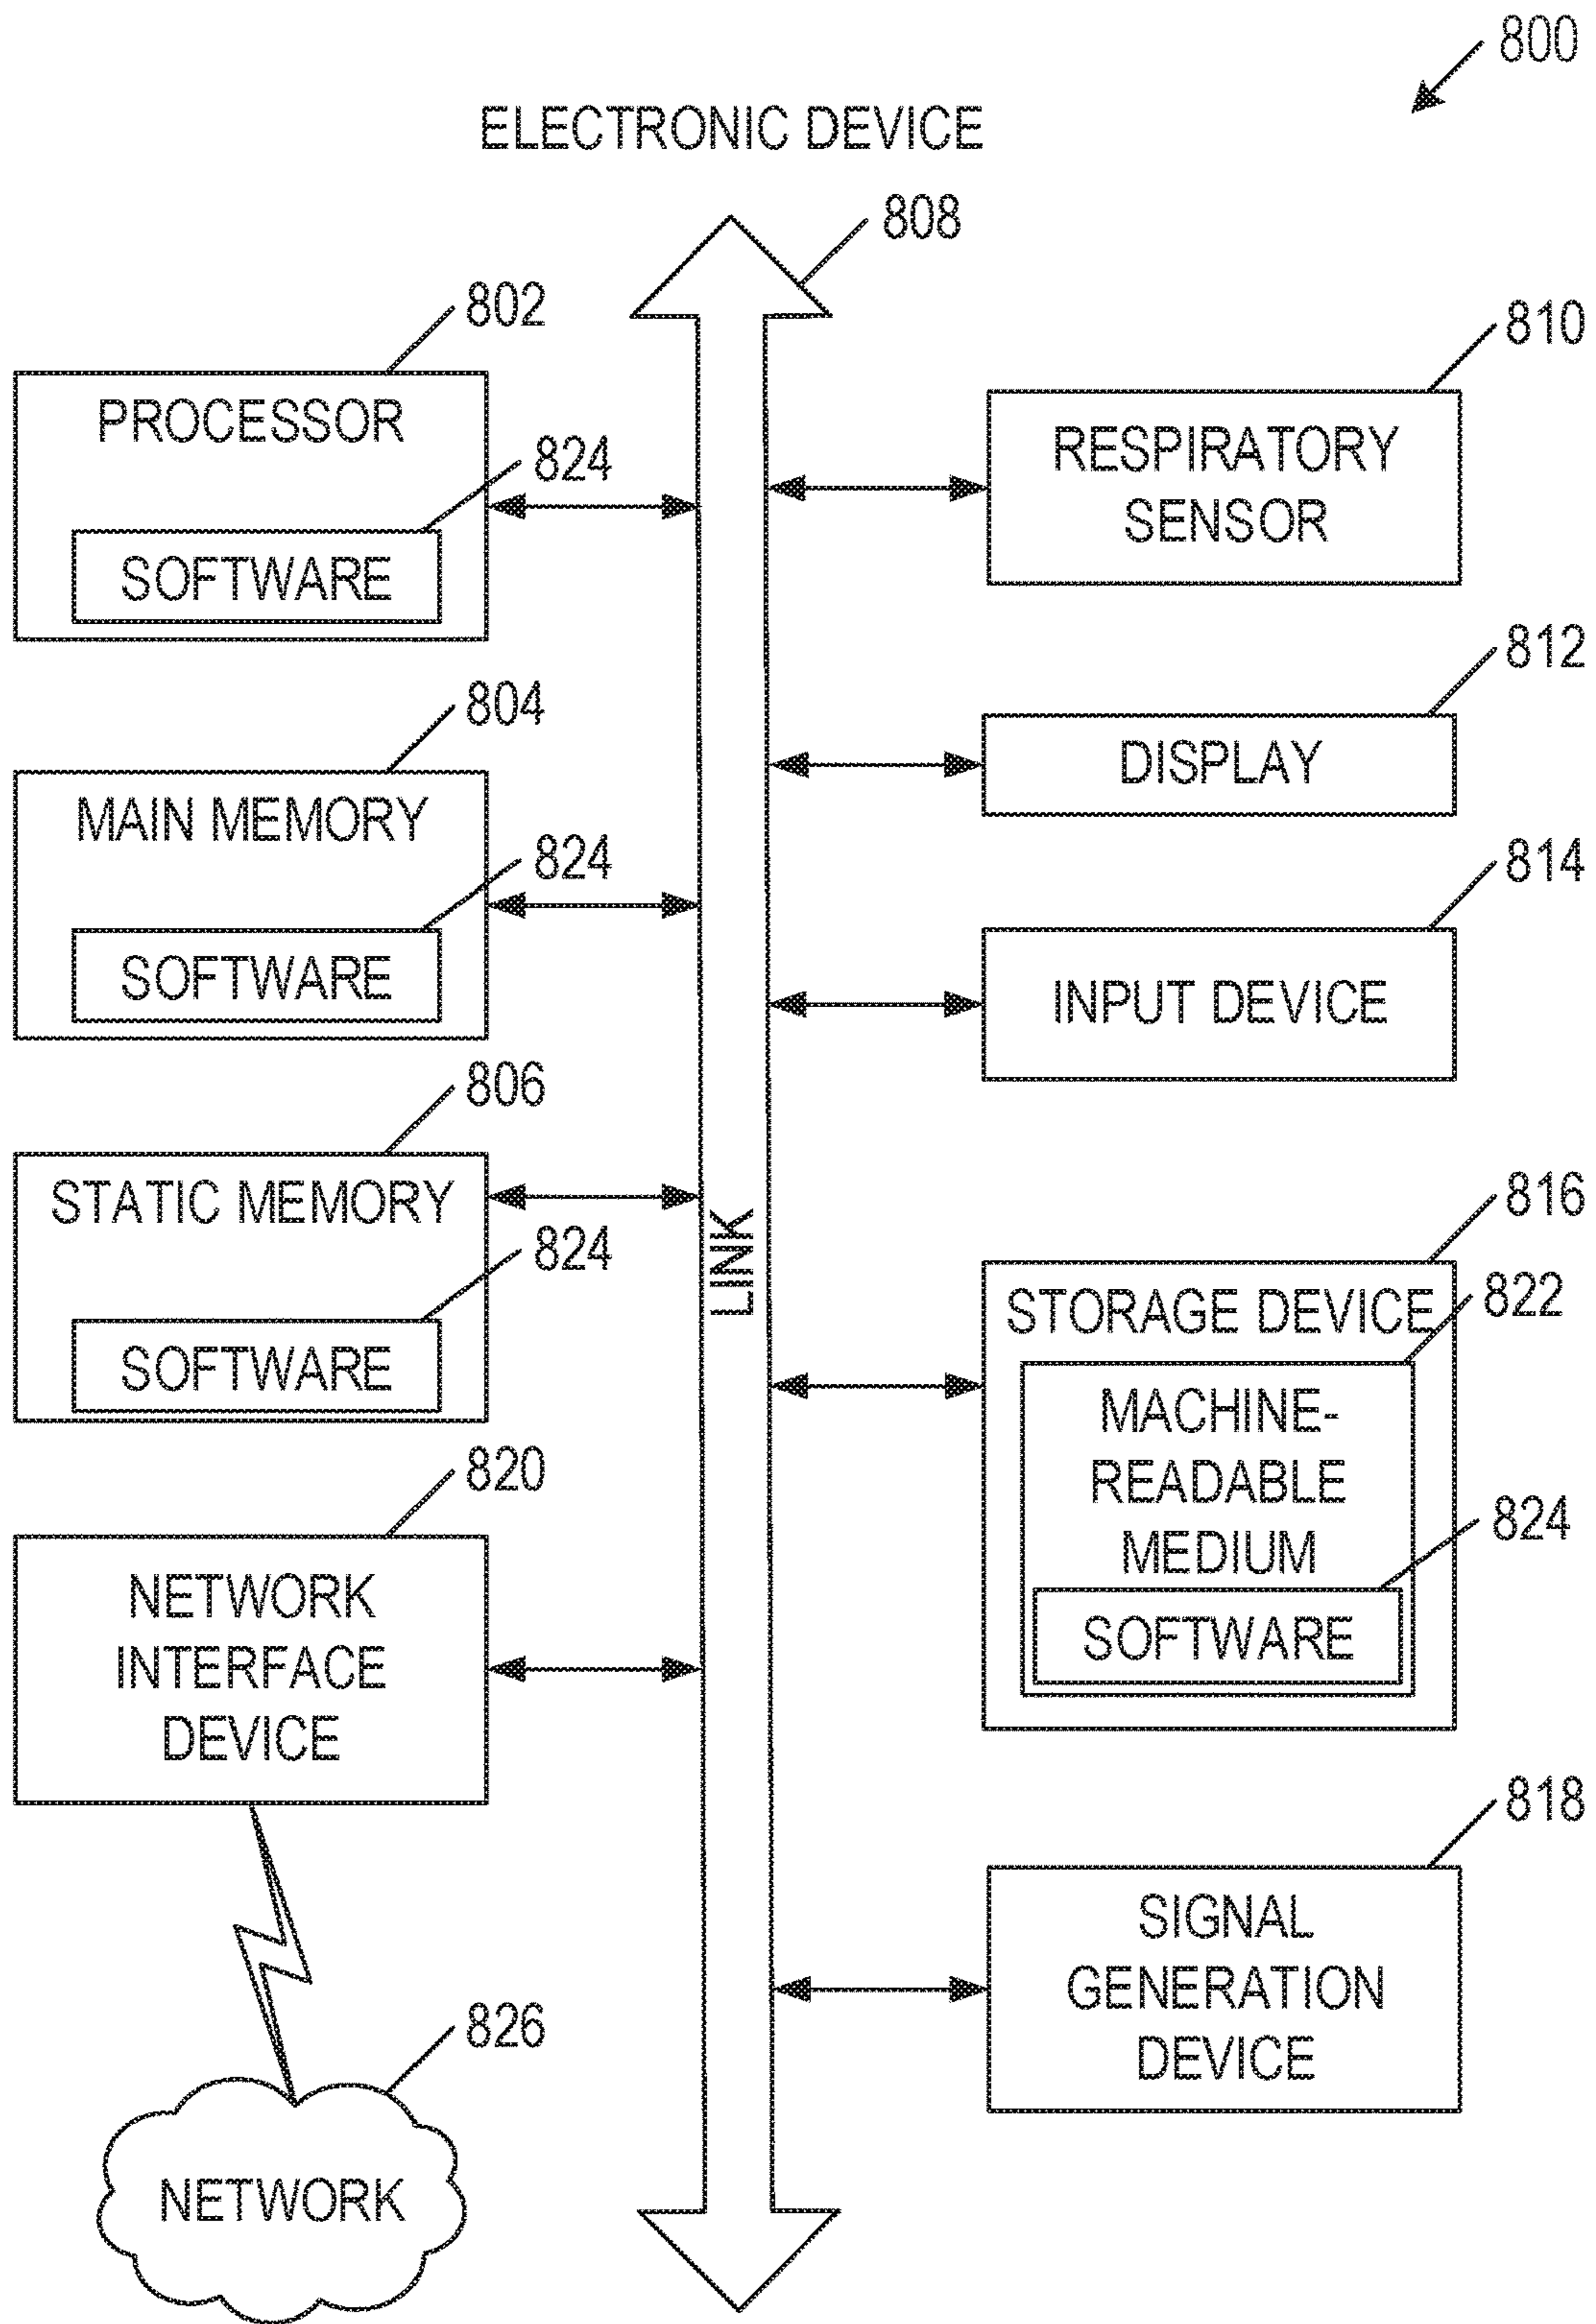 800
ELECTRONIC DEVICE
808
802
PROCESSOR
824
SOFTWARE
804
MAIN MEMORY
824
SOFTWARE
806
STATIC MEMORY
824
SOFTWARE
820
NETWORK
INTERFACE
DEVICE
826
NETWORK
LINK
810
RESPIRATORY
SENSOR
812
DISPLAY
814
INPUT DEVICE
816
STORAGE DEVICE
822
MACHINE-
READABLE
MEDIUM
824
SOFTWARE
818
SIGNAL
GENERATION
DEVICE